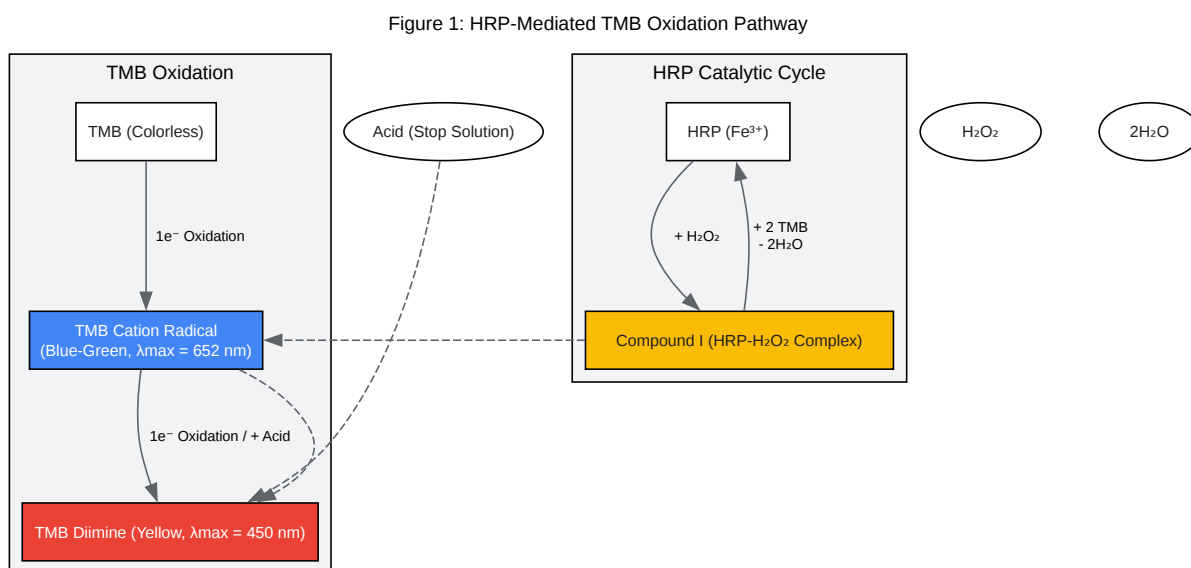 Figure 1: HRP-Mediated TMB Oxidation Pathway
TMB Oxidation
TMB (Colorless)
1e⁻ Oxidation
TMB Cation Radical
(Blue-Green, λmax = 652 nm)
1e⁻ Oxidation / + Acid
TMB Diimine (Yellow, λmax = 450 nm)
Acid (Stop Solution)
HRP Catalytic Cycle
HRP (Fe³⁺)
+ H₂O₂
+ 2 TMB
- 2H₂O
Compound I (HRP-H₂O₂ Complex)
H₂O₂
2H₂O